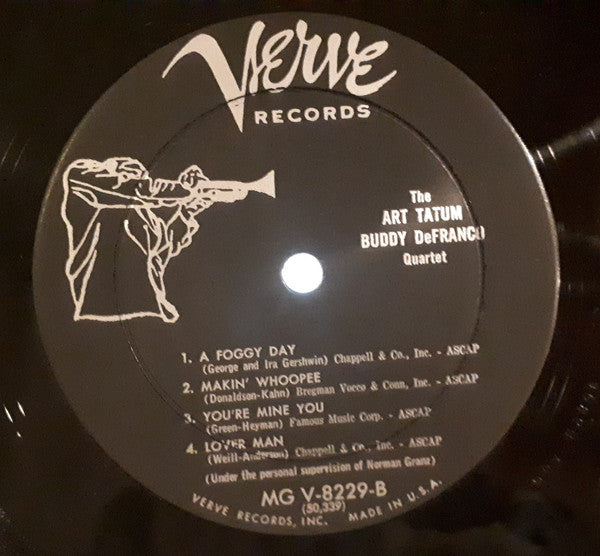 Verve
RECORDS
The
ART TATUM
BUDDY DeFRANCO
Quartet
1. A FOGGY DAY
(George and Ira Gershwin) Chappell & Co., Inc. - ASCAP
2. MAKIN' WHOOPEE
(Donaldson-Kahn) Bregman Vocco & Conn, Inc. - ASCAP
3. YOU'RE MINE YOU
(Green-Heyman) Famous Music Corp. - ASCAP
4. LOVER MAN
(Weill-Anderson) Chappell & Co., Inc. - ASCAP
(Under the personal supervision of Norman Granz)
MG V-8229-B
(50,339)
VERVE RECORDS, INC. MADE IN U.S.A.